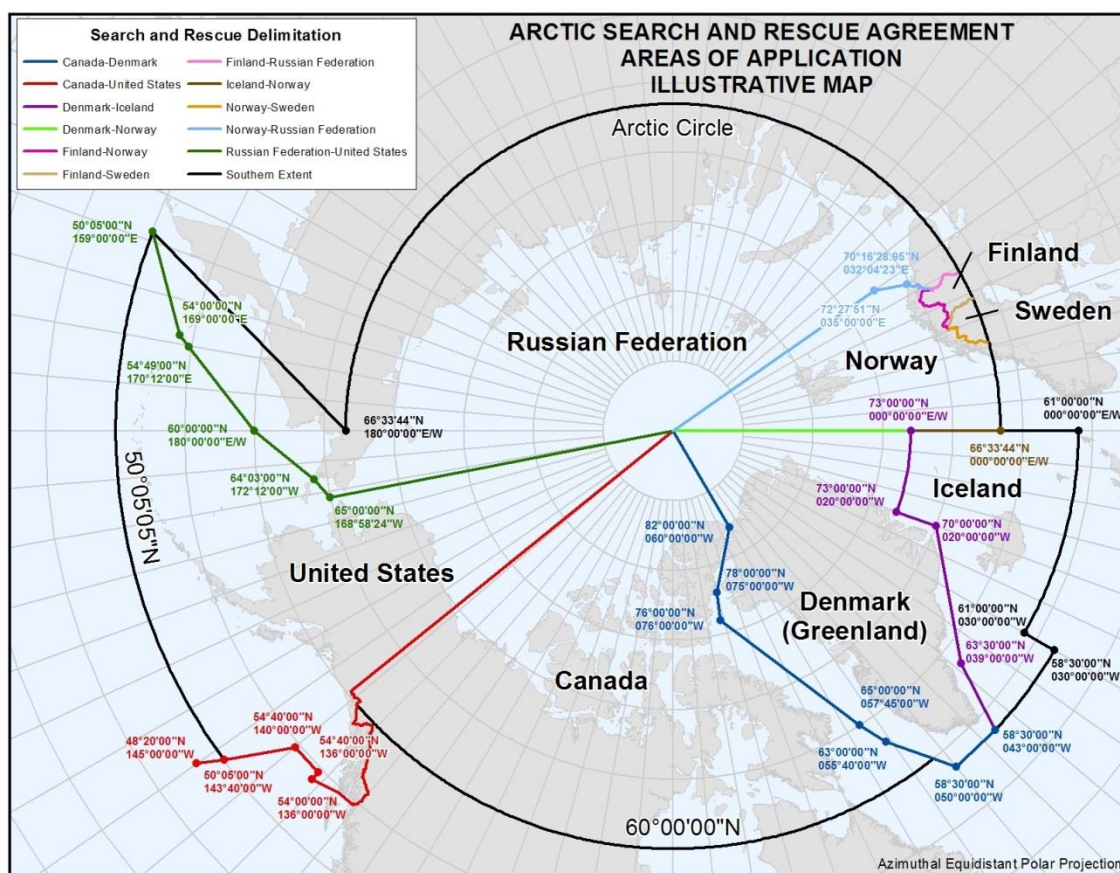 ARCTIC SEARCH AND RESCUE AGREEMENT
AREAS OF APPLICATION
ILLUSTRATIVE MAP
Search and Rescue Delimitation
Canada-Denmark
Canada-United States
Denmark-Iceland
Denmark-Norway
Finland-Norway
Finland-Sweden
Finland-Russian Federation
Iceland-Norway
Norway-Sweden
Norway-Russian Federation
Russian Federation-United States
Southern Extent
Arctic Circle
50°05'00"N
159°00'00"E
54°00'00"N
169°00'00"E
54°49'00"N
170°12'00"E
60°00'00"N
180°00'00"E/W
64°03'00"N
172°12'00"W
65°00'00"N
168°58'24"W
66°33'44"N
180°00'00"E/W
50°05'05"N
Russian Federation
70°16'28.95"N
032°04'23"E
72°27'51"N
035°00'00"E
Finland
Sweden
Norway
73°00'00"N
000°00'00"E/W
61°00'00"N
000°00'00"E/W
66°33'44"N
000°00'00"E/W
Iceland
73°00'00"N
020°00'00"W
70°00'00"N
020°00'00"W
82°00'00"N
060°00'00"W
78°00'00"N
075°00'00"W
76°00'00"N
076°00'00"W
United States
Denmark
(Greenland)
61°00'00"N
030°00'00"W
63°30'00"N
039°00'00"W
58°30'00"N
030°00'00"W
Canada
65°00'00"N
057°45'00"W
63°00'00"N
055°40'00"W
58°30'00"N
043°00'00"W
58°30'00"N
050°00'00"W
54°40'00"N
140°00'00"W
54°40'00"N
136°00'00"W
48°20'00"N
145°00'00"W
50°05'00"N
143°40'00"W
54°00'00"N
136°00'00"W
60°00'00"N
Azimuthal Equidistant Polar Projection